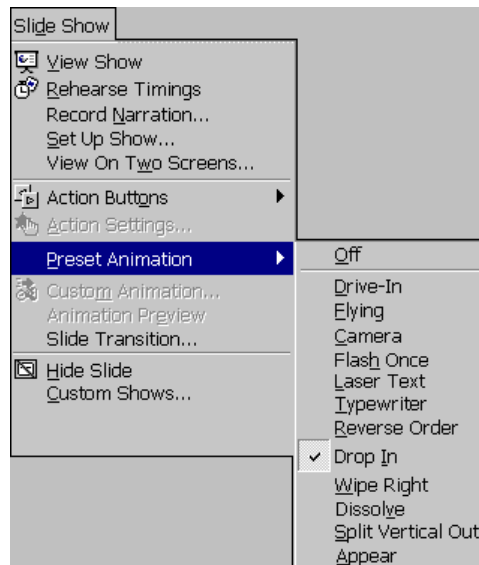 Slide Show
View Show
Rehearse Timings
Record Narration...
Set Up Show...
View On Two Screens...
Action Buttons
Action Settings...
Preset Animation
Custom Animation...
Animation Preview
Slide Transition...
Hide Slide
Custom Shows...
Off
Drive-In
Flying
Camera
Flash Once
Laser Text
Typewriter
Reverse Order
Drop In
Wipe Right
Dissolve
Split Vertical Out
Appear